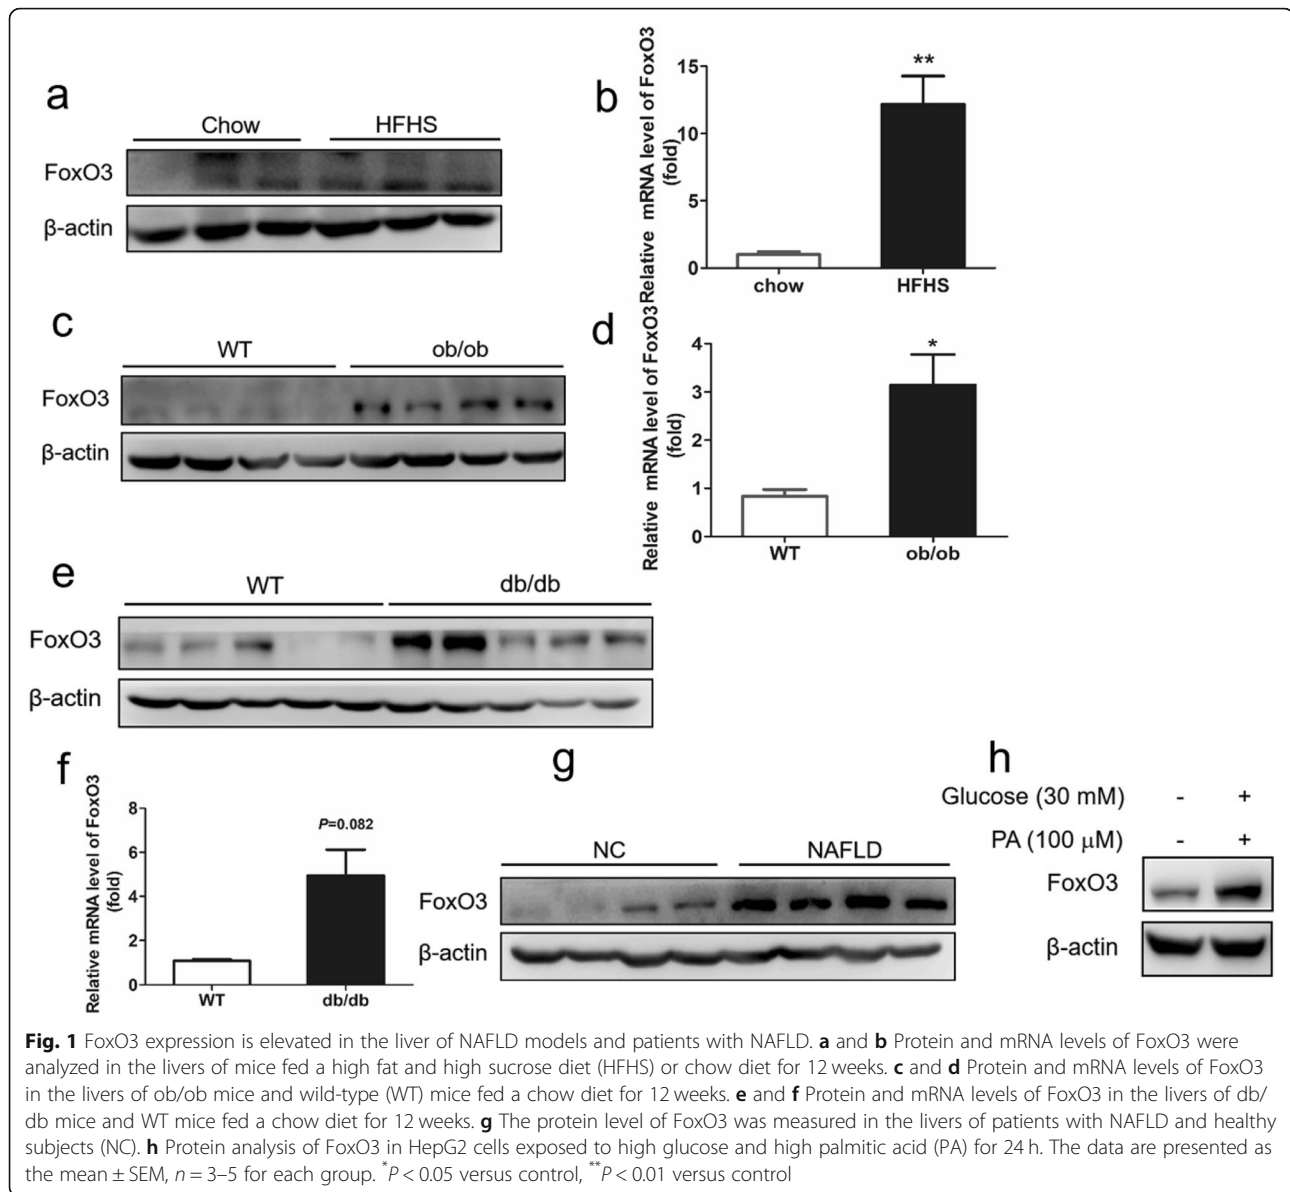 a
Chow HFHS
FoxO3
β-actin
b
Relative mRNA level of FoxO3
(fold)
15
10
5
0
**
chow HFHS
c
WT ob/ob
FoxO3
β-actin
d
Relative mRNA level of FoxO3
(fold)
4
3
2
1
0
*
WT ob/ob
e
WT db/db
FoxO3
β-actin
f
Relative mRNA level of FoxO3
(fold)
8
6
4
2
0
P=0.082
WT db/db
g
NC NAFLD
FoxO3
β-actin
h
Glucose (30 mM) - +
PA (100 μM) - +
FoxO3
β-actin
Fig. 1 FoxO3 expression is elevated in the liver of NAFLD models and patients with NAFLD. a and b Protein and mRNA levels of FoxO3 were
analyzed in the livers of mice fed a high fat and high sucrose diet (HFHS) or chow diet for 12 weeks. c and d Protein and mRNA levels of FoxO3
in the livers of ob/ob mice and wild-type (WT) mice fed a chow diet for 12 weeks. e and f Protein and mRNA levels of FoxO3 in the livers of db/
db mice and WT mice fed a chow diet for 12 weeks. g The protein level of FoxO3 was measured in the livers of patients with NAFLD and healthy
subjects (NC). h Protein analysis of FoxO3 in HepG2 cells exposed to high glucose and high palmitic acid (PA) for 24 h. The data are presented as
the mean ± SEM, n = 3–5 for each group. *P < 0.05 versus control, **P < 0.01 versus control